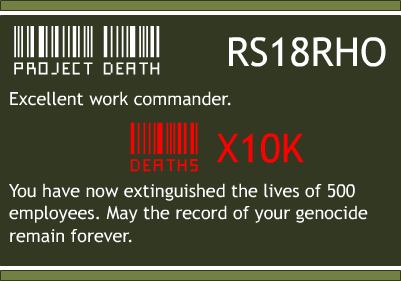 PROJECT DEATH
RS18RHO
Excellent work commander.
DEATHS
X10K
You have now extinguished the lives of 500
employees. May the record of your genocide
remain forever.